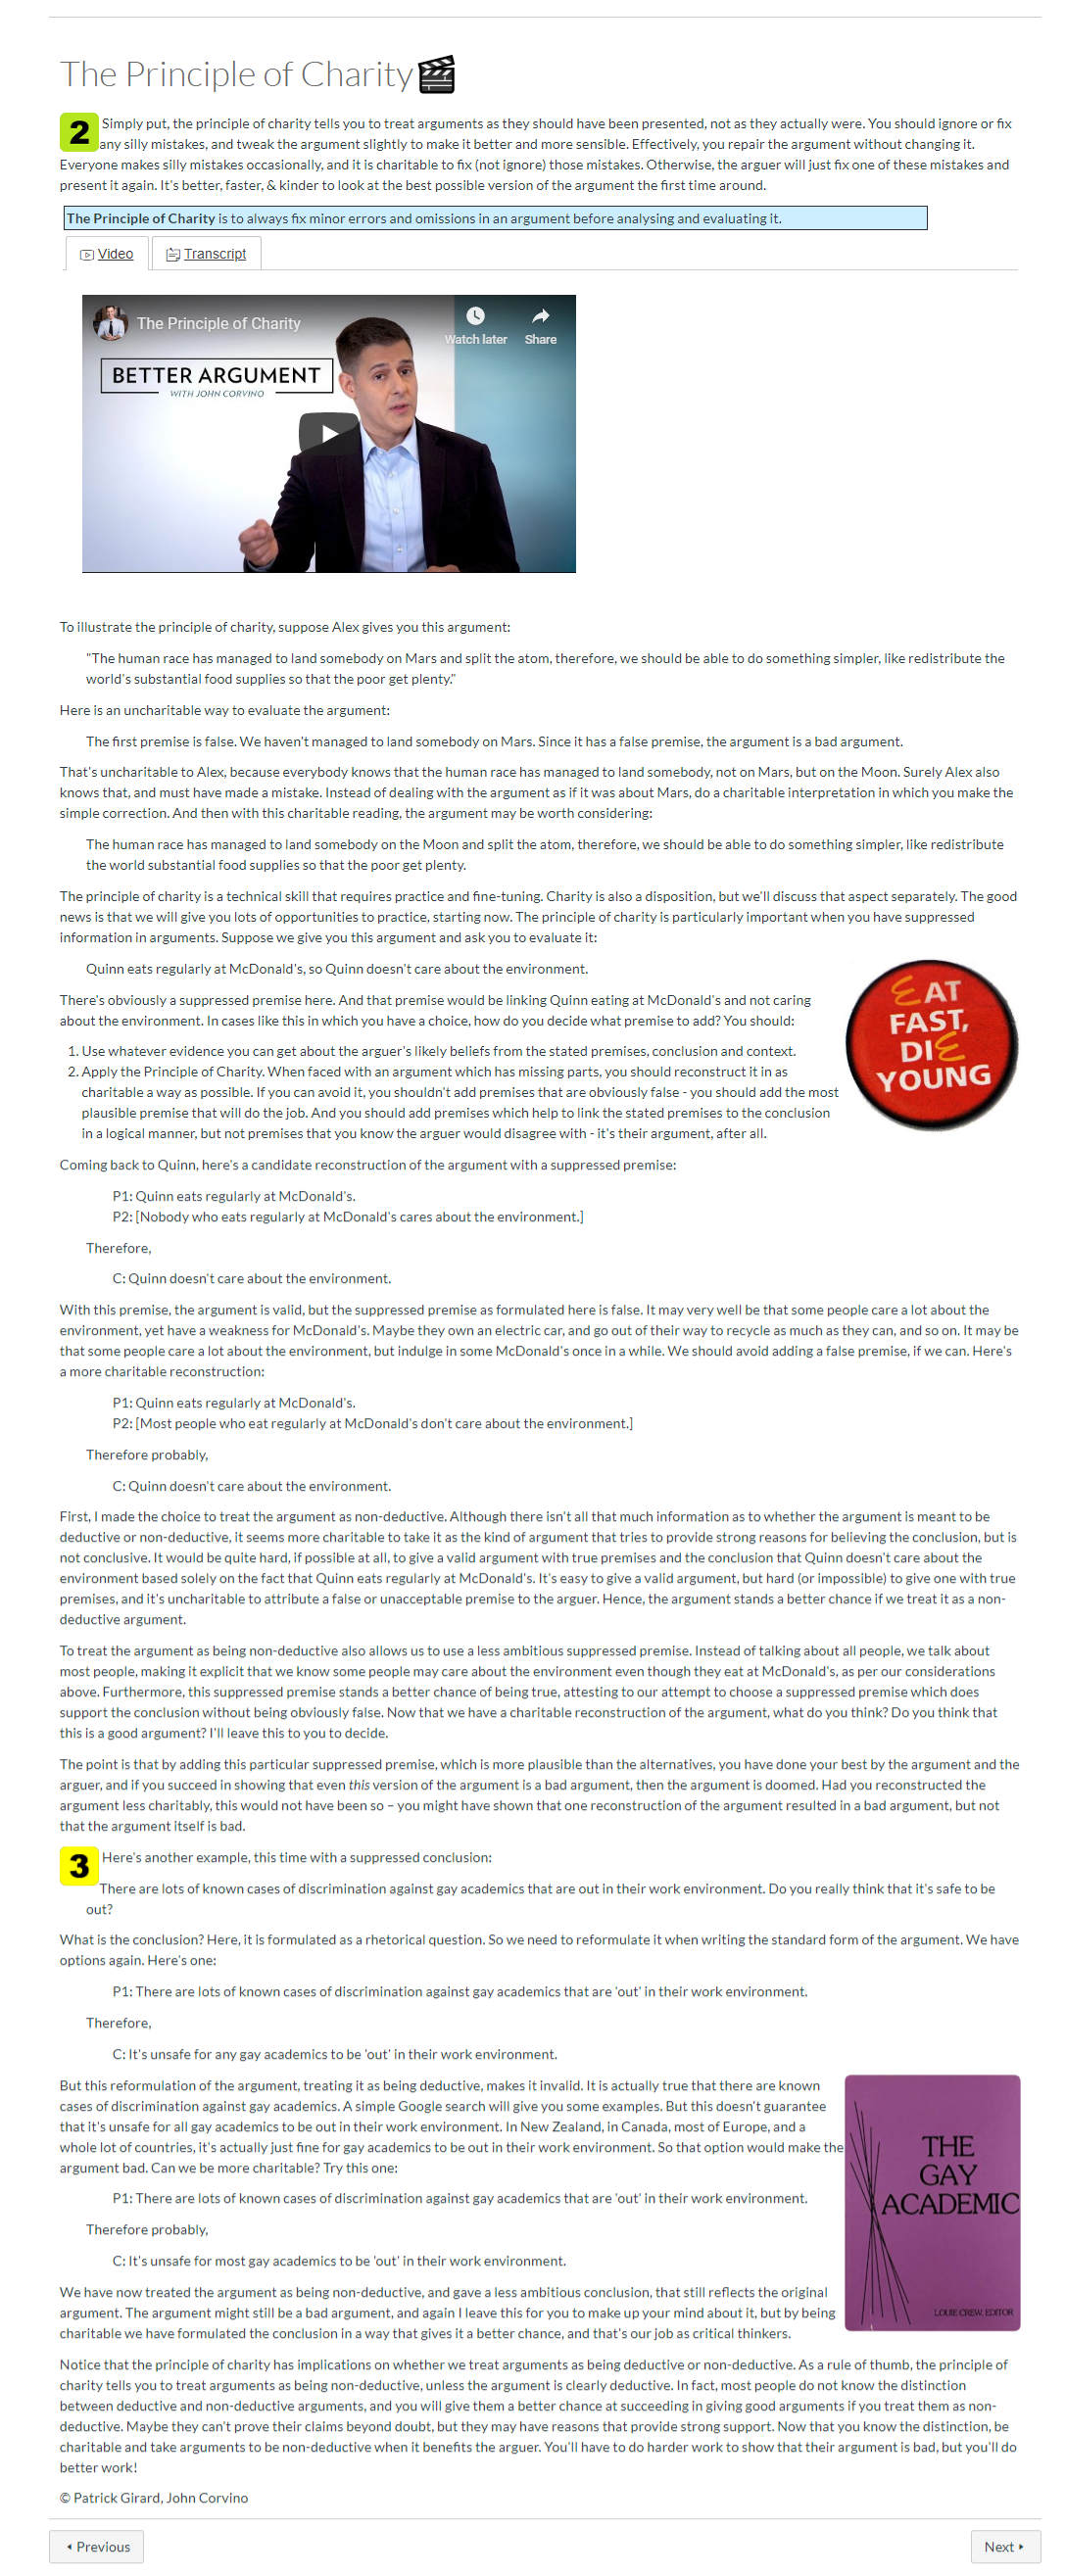 The Principle of Charity
2 Simply put, the principle of charity tells you to treat arguments as they should have been presented, not as they actually were. You should ignore or fix
any silly mistakes, and tweak the argument slightly to make it better and more sensible. Effectively, you repair the argument without changing it.
Everyone makes silly mistakes occasionally, and it is charitable to fix (not ignore) those mistakes. Otherwise, the arguer will just fix one of these mistakes and
present it again. It's better, faster, & kinder to look at the best possible version of the argument the first time around.
The Principle of Charity is to always fix minor errors and omissions in an argument before analysing and evaluating it.
Video Transcript
The Principle of Charity
Watch later Share
BETTER ARGUMENT
WITH JOHN CORVINO
To illustrate the principle of charity, suppose Alex gives you this argument:
"The human race has managed to land somebody on Mars and split the atom, therefore, we should be able to do something simpler, like redistribute the
world's substantial food supplies so that the poor get plenty."
Here is an uncharitable way to evaluate the argument:
The first premise is false. We haven't managed to land somebody on Mars. Since it has a false premise, the argument is a bad argument.
That's uncharitable to Alex, because everybody knows that the human race has managed to land somebody, not on Mars, but on the Moon. Surely Alex also
knows that, and must have made a mistake. Instead of dealing with the argument as if it was about Mars, do a charitable interpretation in which you make the
simple correction. And then with this charitable reading, the argument may be worth considering:
The human race has managed to land somebody on the Moon and split the atom, therefore, we should be able to do something simpler, like redistribute
the world substantial food supplies so that the poor get plenty.
The principle of charity is a technical skill that requires practice and fine-tuning. Charity is also a disposition, but we'll discuss that aspect separately. The good
news is that we will give you lots of opportunities to practice, starting now. The principle of charity is particularly important when you have suppressed
information in arguments. Suppose we give you this argument and ask you to evaluate it:
Quinn eats regularly at McDonald's, so Quinn doesn't care about the environment.
There's obviously a suppressed premise here. And that premise would be linking Quinn eating at McDonald's and not caring
about the environment. In cases like this in which you have a choice, how do you decide what premise to add? You should:
1. Use whatever evidence you can get about the arguer's likely beliefs from the stated premises, conclusion and context.
2. Apply the Principle of Charity. When faced with an argument which has missing parts, you should reconstruct it in as
charitable a way as possible. If you can avoid it, you shouldn't add premises that are obviously false - you should add the most
plausible premise that will do the job. And you should add premises which help to link the stated premises to the conclusion
in a logical manner, but not premises that you know the arguer would disagree with - it's their argument, after all.
EAT
FAST,
DIE
YOUNG
Coming back to Quinn, here's a candidate reconstruction of the argument with a suppressed premise:
P1: Quinn eats regularly at McDonald's.
P2: [Nobody who eats regularly at McDonald's cares about the environment.]
Therefore,
C: Quinn doesn't care about the environment.
With this premise, the argument is valid, but the suppressed premise as formulated here is false. It may very well be that some people care a lot about the
environment, yet have a weakness for McDonald's. Maybe they own an electric car, and go out of their way to recycle as much as they can, and so on. It may be
that some people care a lot about the environment, but indulge in some McDonald's once in a while. We should avoid adding a false premise, if we can. Here's
a more charitable reconstruction:
P1: Quinn eats regularly at McDonald's.
P2: [Most people who eat regularly at McDonald's don't care about the environment.]
Therefore probably,
C: Quinn doesn't care about the environment.
First, I made the choice to treat the argument as non-deductive. Although there isn't all that much information as to whether the argument is meant to be
deductive or non-deductive, it seems more charitable to take it as the kind of argument that tries to provide strong reasons for believing the conclusion, but is
not conclusive. It would be quite hard, if possible at all, to give a valid argument with true premises and the conclusion that Quinn doesn't care about the
environment based solely on the fact that Quinn eats regularly at McDonald's. It's easy to give a valid argument, but hard (or impossible) to give one with true
premises, and it's uncharitable to attribute a false or unacceptable premise to the arguer. Hence, the argument stands a better chance if we treat it as a non-
deductive argument.
To treat the argument as being non-deductive also allows us to use a less ambitious suppressed premise. Instead of talking about all people, we talk about
most people, making it explicit that we know some people may care about the environment even though they eat at McDonald's, as per our considerations
above. Furthermore, this suppressed premise stands a better chance of being true, attesting to our attempt to choose a suppressed premise which does
support the conclusion without being obviously false. Now that we have a charitable reconstruction of the argument, what do you think? Do you think that
this is a good argument? I'll leave this to you to decide.
The point is that by adding this particular suppressed premise, which is more plausible than the alternatives, you have done your best by the argument and the
arguer, and if you succeed in showing that even this version of the argument is a bad argument, then the argument is doomed. Had you reconstructed the
argument less charitably, this would not have been so – you might have shown that one reconstruction of the argument resulted in a bad argument, but not
that the argument itself is bad.
3 Here's another example, this time with a suppressed conclusion:
There are lots of known cases of discrimination against gay academics that are out in their work environment. Do you really think that it's safe to be
out?
What is the conclusion? Here, it is formulated as a rhetorical question. So we need to reformulate it when writing the standard form of the argument. We have
options again. Here's one:
P1: There are lots of known cases of discrimination against gay academics that are 'out' in their work environment.
Therefore,
C: It's unsafe for any gay academics to be 'out' in their work environment.
But this reformulation of the argument, treating it as being deductive, makes it invalid. It is actually true that there are known
cases of discrimination against gay academics. A simple Google search will give you some examples. But this doesn't guarantee
that it's unsafe for all gay academics to be out in their work environment. In New Zealand, in Canada, most of Europe, and a
whole lot of countries, it's actually just fine for gay academics to be out in their work environment. So that option would make the
argument bad. Can we be more charitable? Try this one:
P1: There are lots of known cases of discrimination against gay academics that are 'out' in their work environment.
Therefore probably,
C: It's unsafe for most gay academics to be 'out' in their work environment.
We have now treated the argument as being non-deductive, and gave a less ambitious conclusion, that still reflects the original
argument. The argument might still be a bad argument, and again I leave this for you to make up your mind about it, but by being
charitable we have formulated the conclusion in a way that gives it a better chance, and that's our job as critical thinkers.
THE
GAY
ACADEMIC
LOUIE CREW, EDITOR
Notice that the principle of charity has implications on whether we treat arguments as being deductive or non-deductive. As a rule of thumb, the principle of
charity tells you to treat arguments as being non-deductive, unless the argument is clearly deductive. In fact, most people do not know the distinction
between deductive and non-deductive arguments, and you will give them a better chance at succeeding in giving good arguments if you treat them as non-
deductive. Maybe they can't prove their claims beyond doubt, but they may have reasons that provide strong support. Now that you know the distinction, be
charitable and take arguments to be non-deductive when it benefits the arguer. You'll have to do harder work to show that their argument is bad, but you'll do
better work!
© Patrick Girard, John Corvino
Previous Next